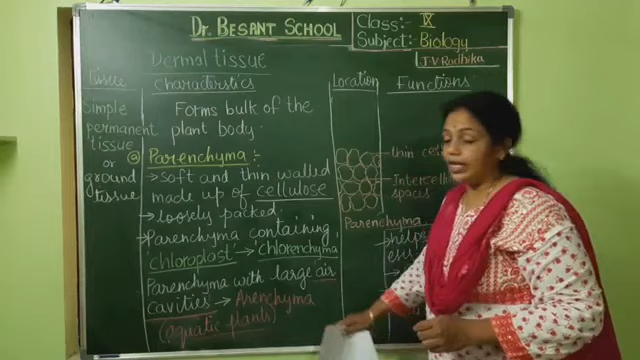 Dr. BESANT SCHOOL
Class:- IX
Subject:- Biology
J.V Radhika
Dermal tissue
Tissue
characteristics
Location
Functions
Simple
permanent
tissue
or
ground
tissue
Forms bulk of the
plant body.
(a) Parenchyma:-
→ soft and thin walled
made up of cellulose
→ loosely packed.
→ Parenchyma containing
chloroplast → chlorenchyma
Parenchyma with large air
cavities → Arenchyma
(aquatic plants)
thin
Intercell
spaces
Parenchyma
helps